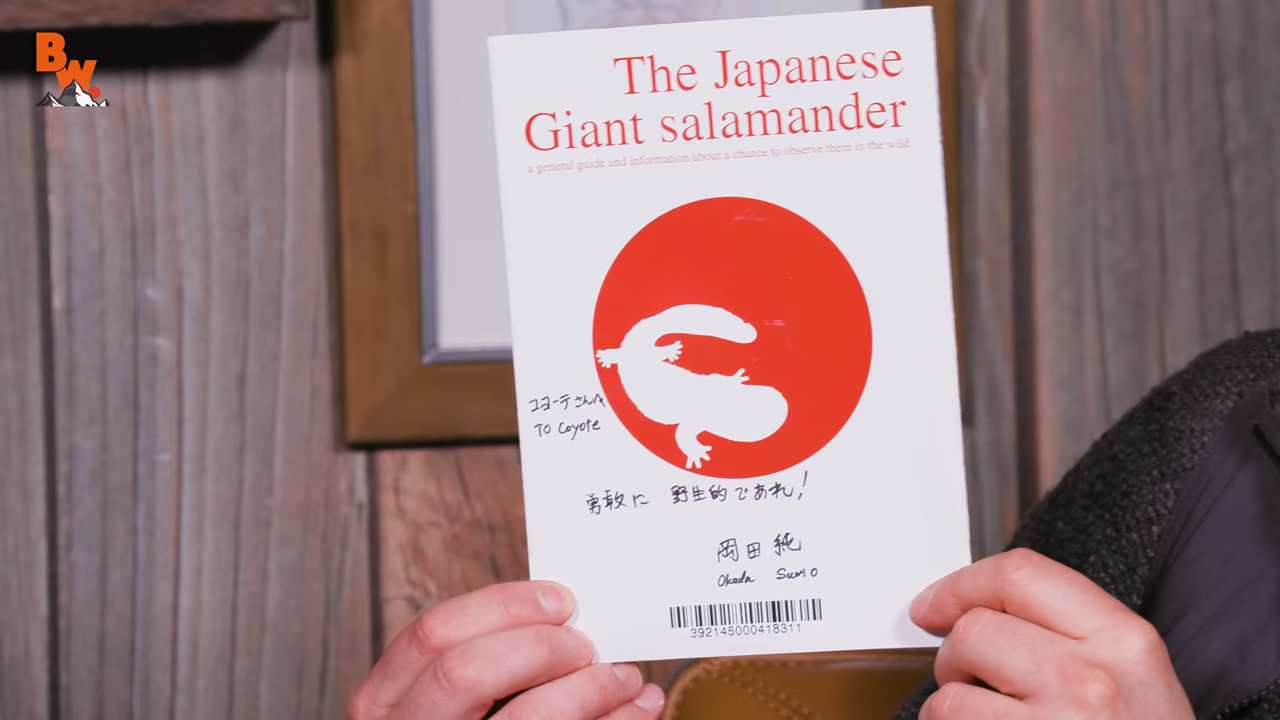 BW.
The Japanese
Giant salamander
a general guide and information about a chance to observe them in the wild
コヨーテさんへ
TO Coyote
勇敢に 野生的であれ!
岡田 純
Okada Sumio
392145000418311